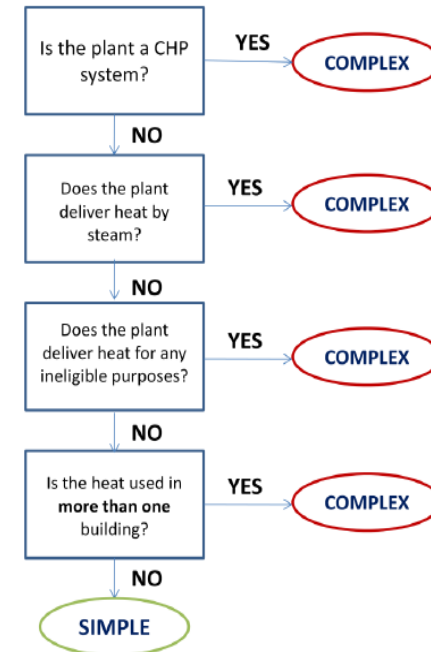 Is the plant a CHP
system?
YES
COMPLEX
NO
Does the plant
deliver heat by
steam?
YES
COMPLEX
NO
Does the plant
deliver heat for any
ineligible purposes?
YES
COMPLEX
NO
Is the heat used in
more than one
building?
YES
COMPLEX
NO
SIMPLE